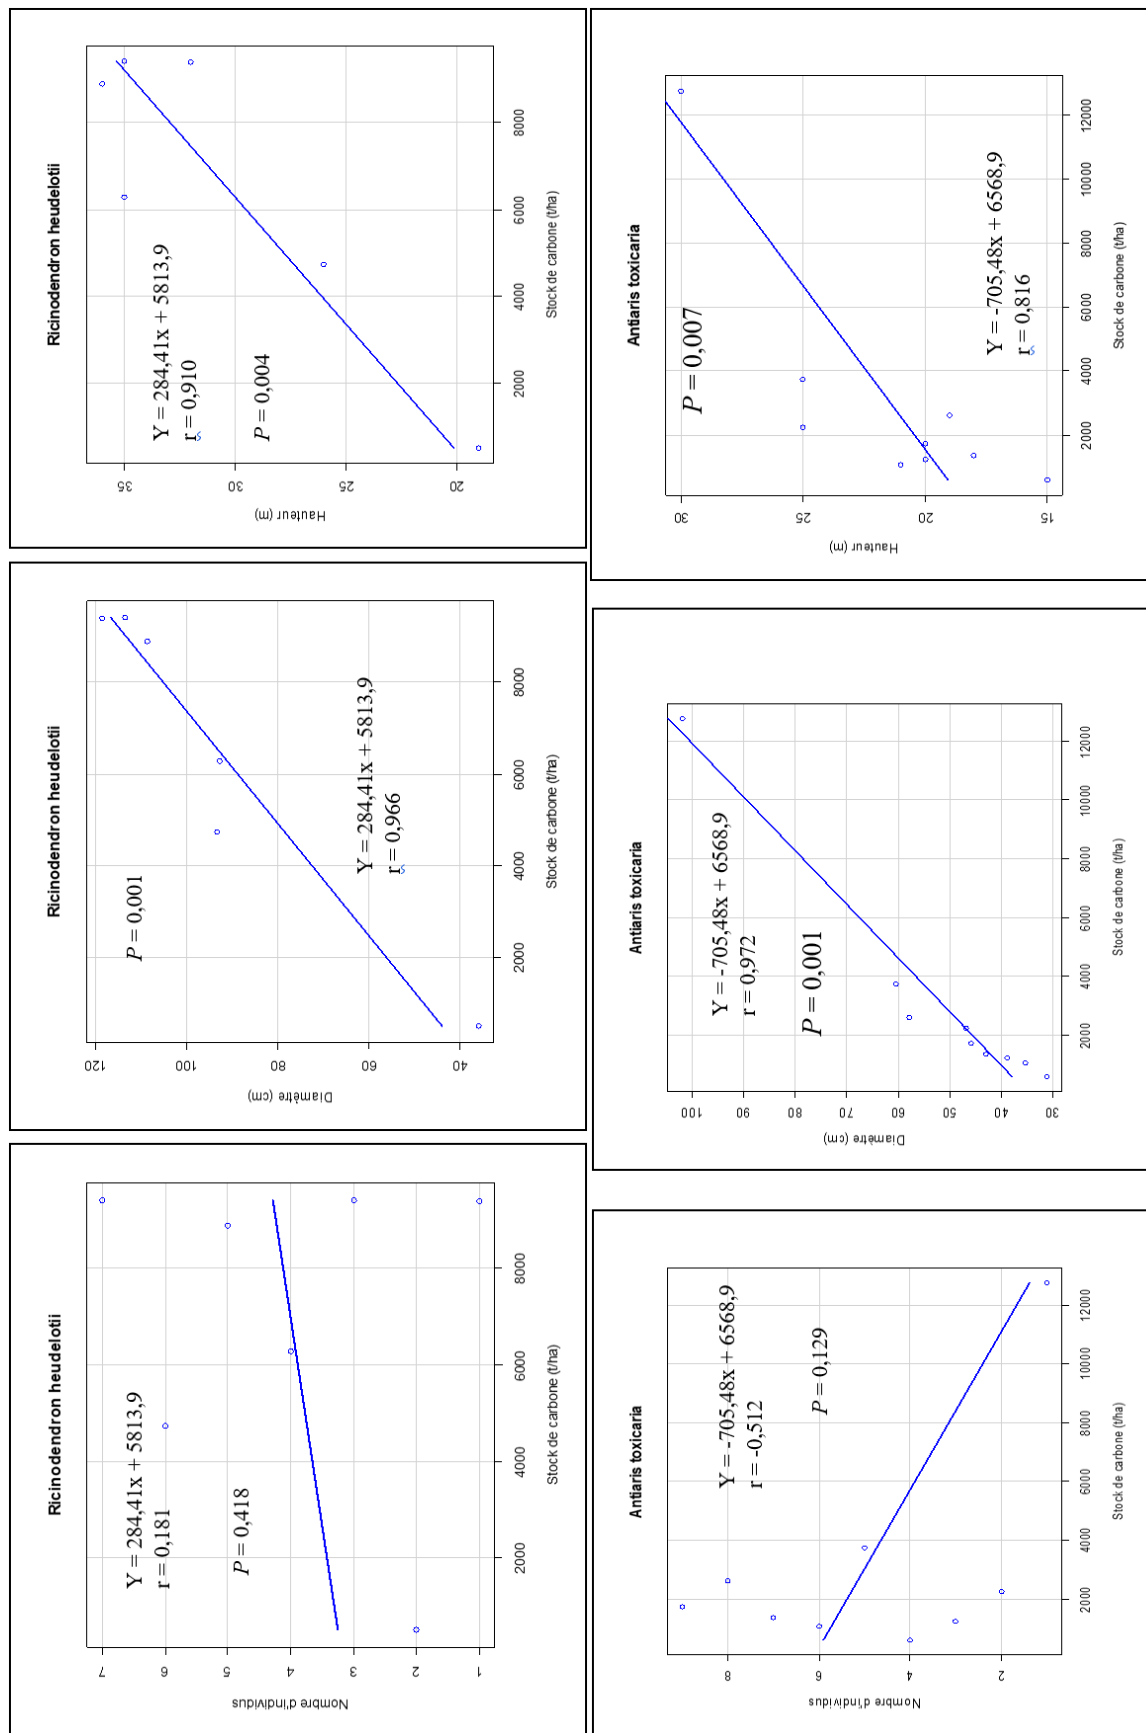 Ricinodendron heudelotii
Y = 284,41x + 5813,9
r = 0,181
P = 0,418
Nombre d'individus
7
6
5
4
3
2
1
2000
4000
6000
8000
Stock de carbone (t/ha)
Ricinodendron heudelotii
P = 0,001
Y = 284,41x + 5813,9
r = 0,966
Diamètre (cm)
120
100
80
60
40
2000
4000
6000
8000
Stock de carbone (t/ha)
Ricinodendron heudelotii
Y = 284,41x + 5813,9
r = 0,910
P = 0,004
Hauteur (m)
35
30
25
20
2000
4000
6000
8000
Stock de carbone (t/ha)
Antiaris toxicaria
Y = -705,48x + 6568,9
r = -0,512
P = 0,129
Nombre d'individus
8
6
4
2
2000
4000
6000
8000
10000
12000
Stock de carbone (t/ha)
Antiaris toxicaria
Y = -705,48x + 6568,9
r = 0,972
P = 0,001
Diamètre (cm)
100
90
80
70
60
50
40
30
2000
4000
6000
8000
10000
12000
Stock de carbone (t/ha)
Antiaris toxicaria
P = 0,007
Y = -705,48x + 6568,9
r = 0,816
Hauteur (m)
30
25
20
15
2000
4000
6000
8000
10000
12000
Stock de carbone (t/ha)